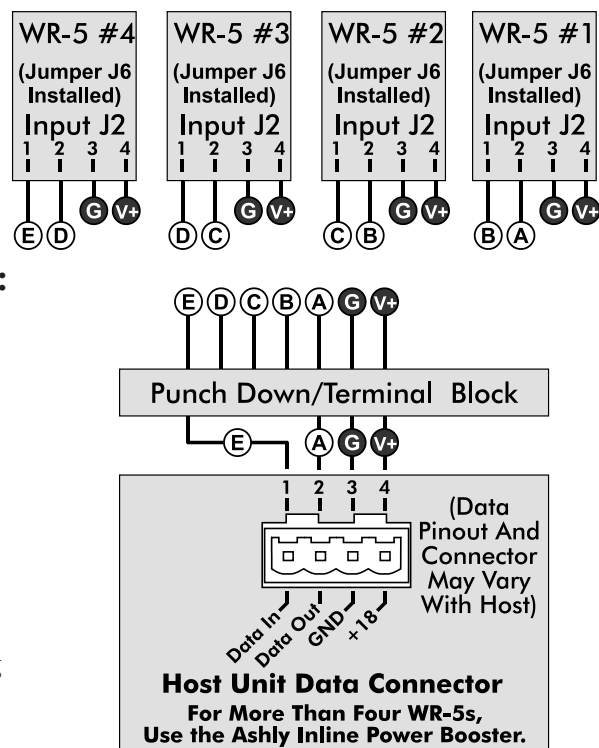 WR-5 #4 WR-5 #3 WR-5 #2 WR-5 #1
(Jumper J6 (Jumper J6 (Jumper J6 (Jumper J6
Installed) Installed) Installed) Installed)
Input J2 Input J2 Input J2 Input J2
1 2 3 4 1 2 3 4 1 2 3 4 1 2 3 4
E D G V+ D C G V+ C B G V+ B A G V+
:
E D C B A G V+
Punch Down/Terminal Block
E A G V+
1 2 3 4
(Data
Pinout And
Connector
May Vary
With Host)
Data In Data Out GND +18
Host Unit Data Connector
For More Than Four WR-5s,
Use the Ashly Inline Power Booster.